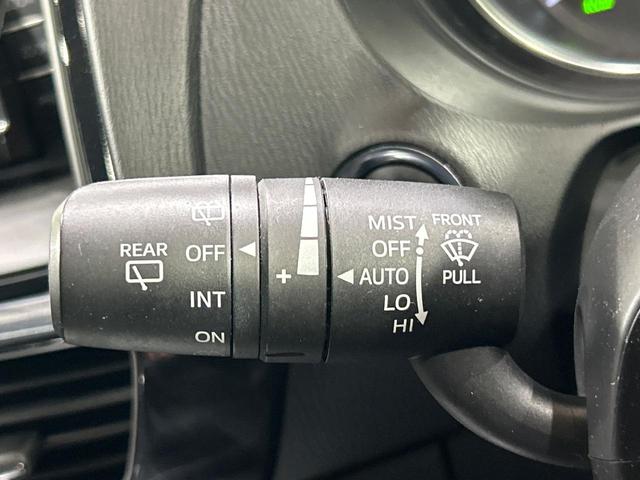 REAR
OFF
INT
ON
+
MIST
OFF
AUTO
LO
HI
FRONT
PULL